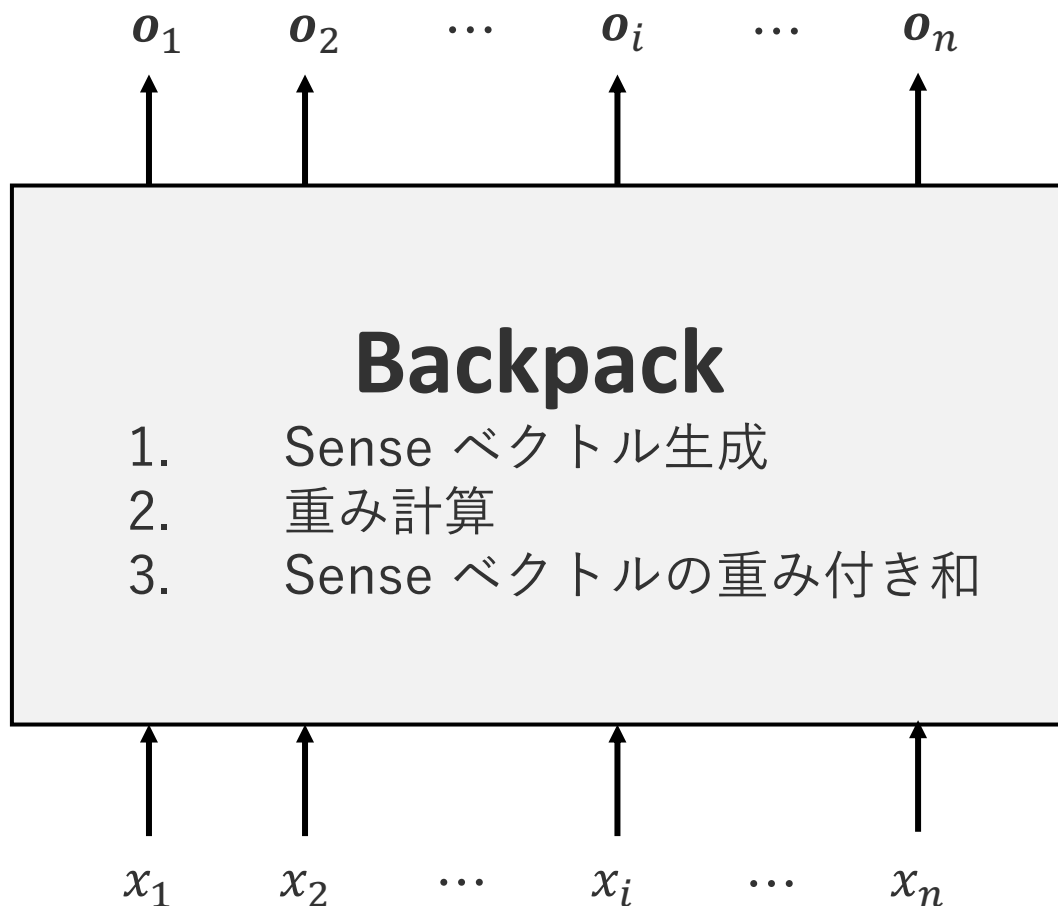 o₁ o₂ ⋯ oᵢ ⋯ oₙ
Backpack
1. Sense ベクトル生成
2. 重み計算
3. Sense ベクトルの重み付き和
x₁ x₂ ⋯ xᵢ ⋯ xₙ